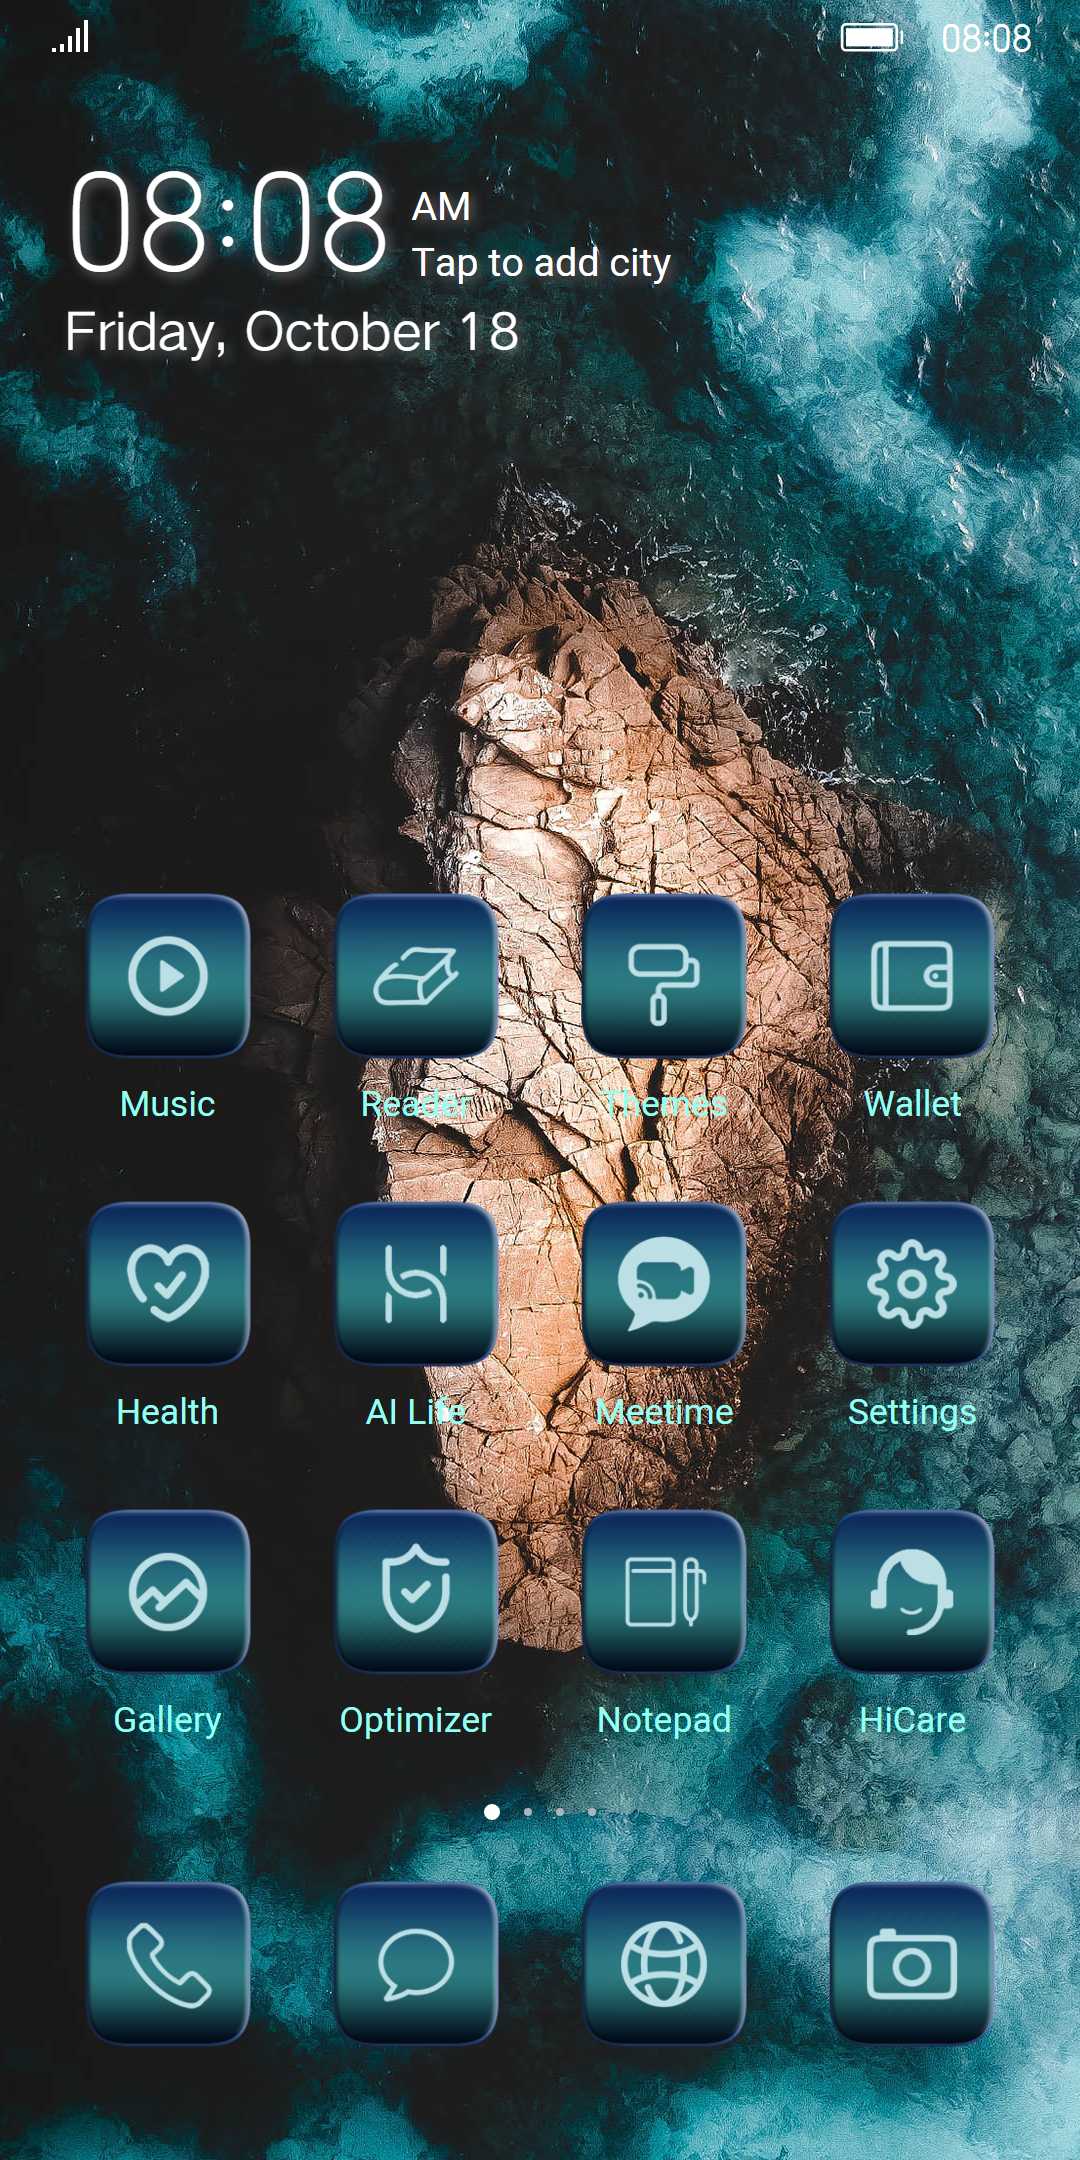 08:08
08:08 AM
Tap to add city
Friday, October 18
Music Reader Themes Wallet
Health AI Life Meetime Settings
Gallery Optimizer Notepad HiCare